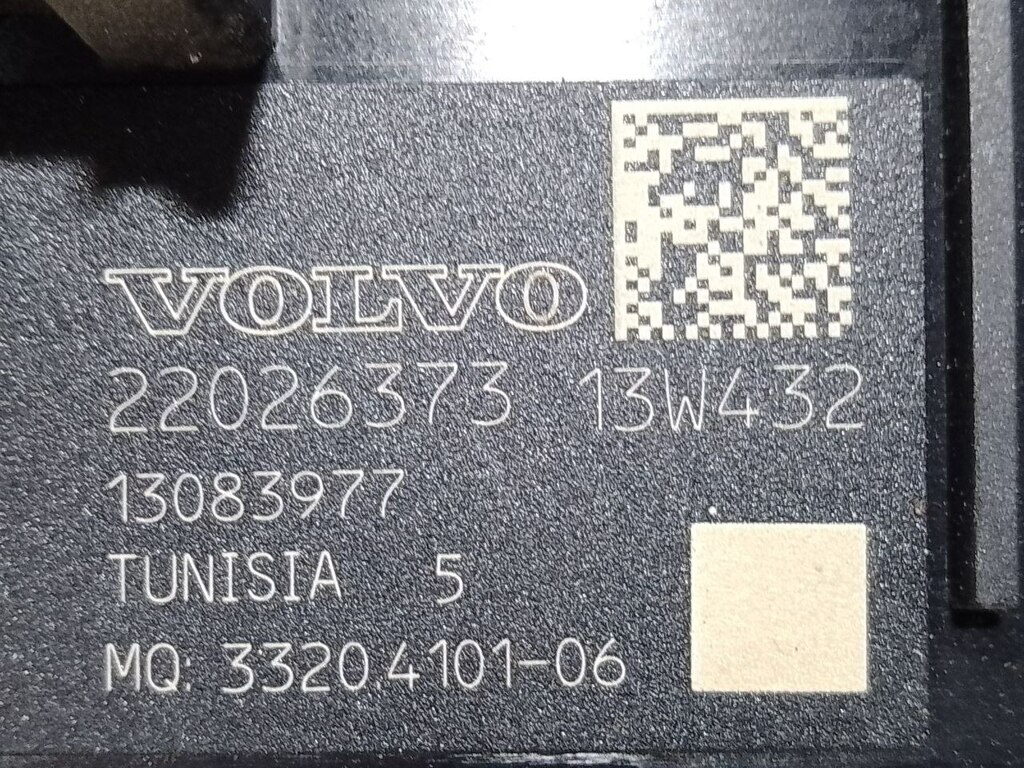 VOLVO
22026373 13W432
13083977
TUNISIA 5
MQ: 3320.4101-06